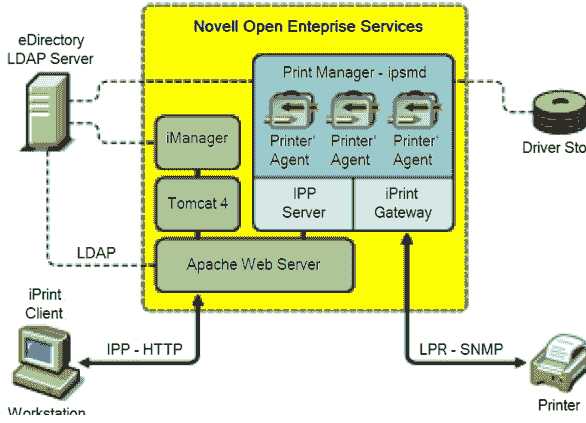 Novell Open Enteprise Services
eDirectory
LDAP Server
Print Manager - ipsmd
Printer
Agent
Printer
Agent
Printer
Agent
iManager
Driver Sto
Tomcat 4
IPP
Server
iPrint
Gateway
LDAP
Apache Web Server
iPrint
Client
IPP - HTTP
LPR - SNMP
Workstation
Printer